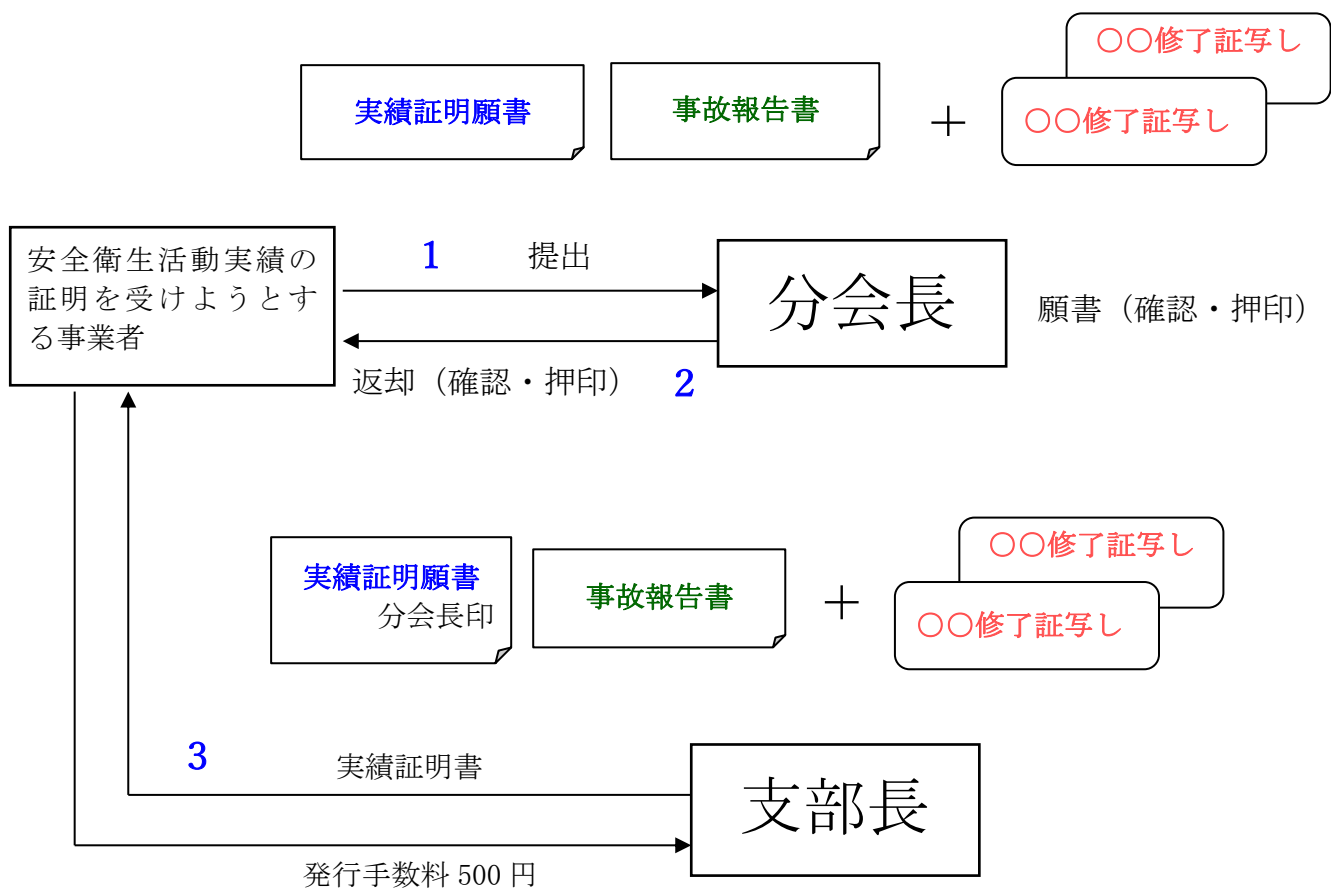 〇〇修了証写し
実績証明願書
事故報告書
＋
〇〇修了証写し
安全衛生活動実績の
証明を受けようとす
る事業者
1
提出
分会長
願書（確認・押印）
返却（確認・押印）
2
実績証明願書
分会長印
事故報告書
＋
〇〇修了証写し
〇〇修了証写し
3
実績証明書
支部長
発行手数料 500 円